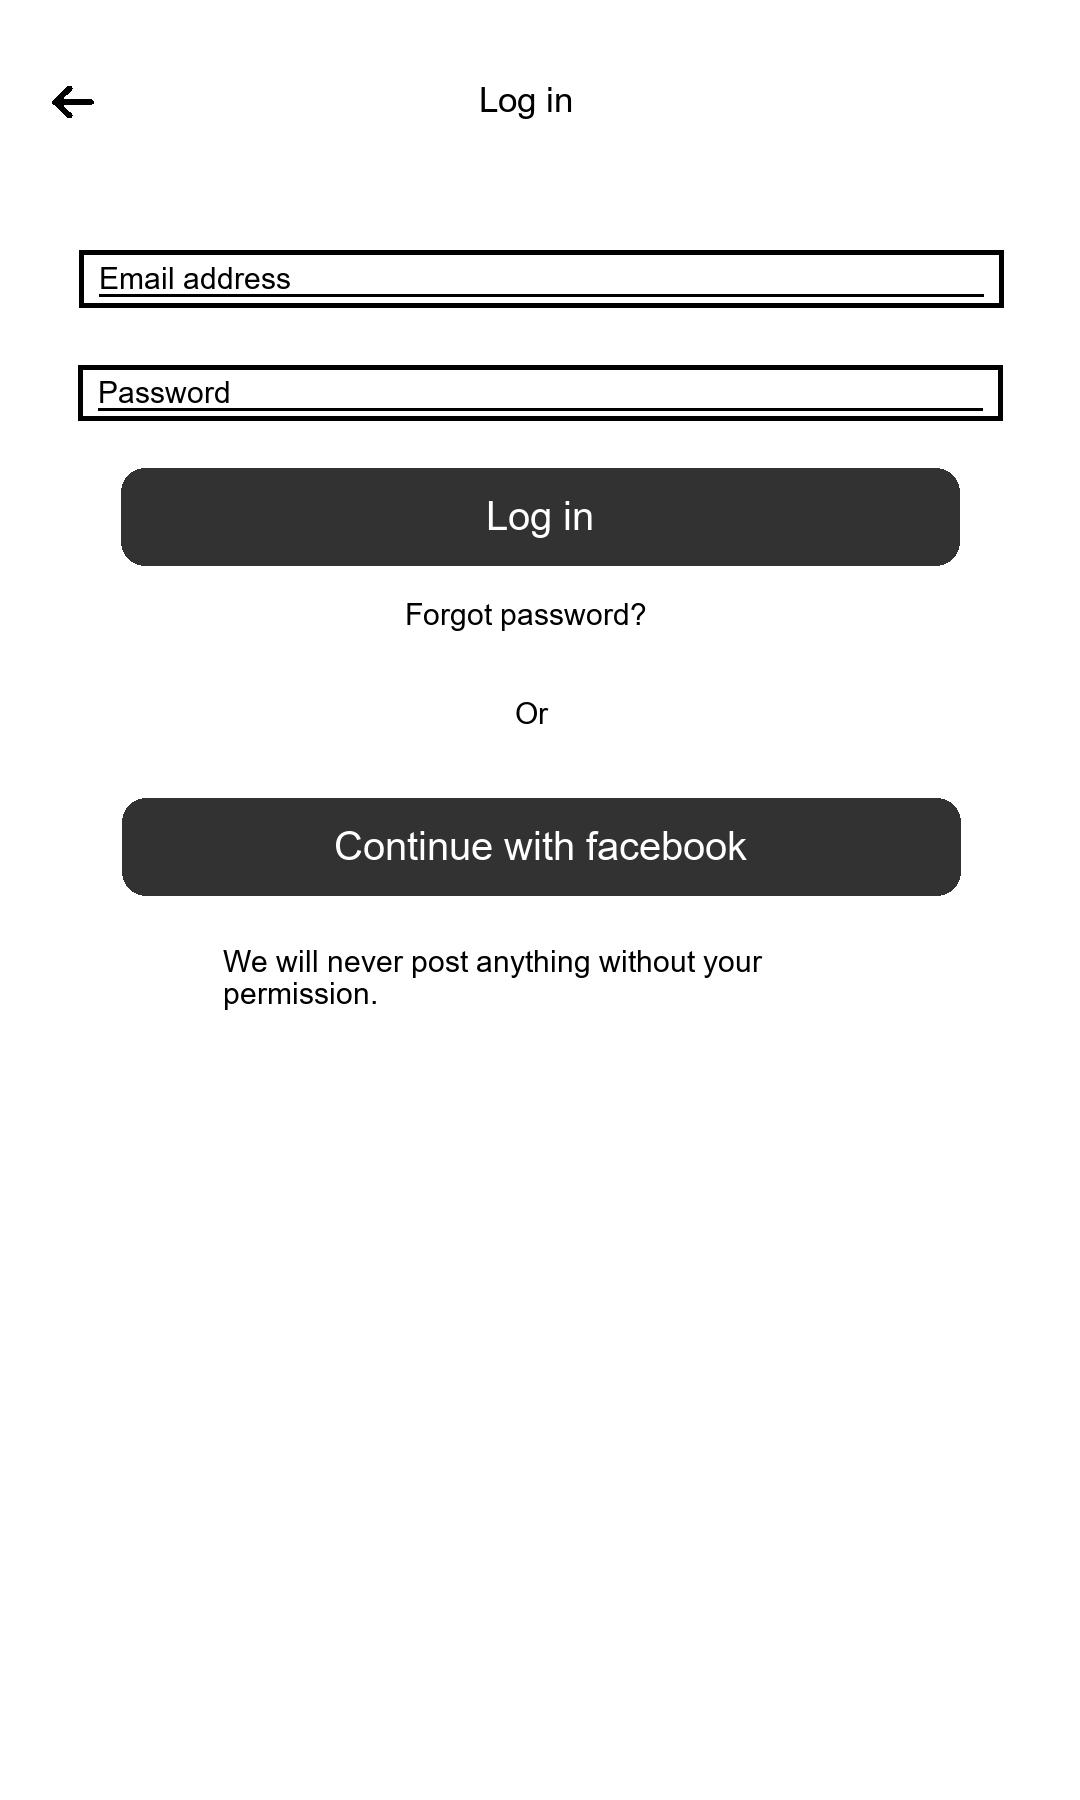 Log in
Email address
Password
Log in
Forgot password?
Or
Continue with facebook
We will never post anything without your
permission.